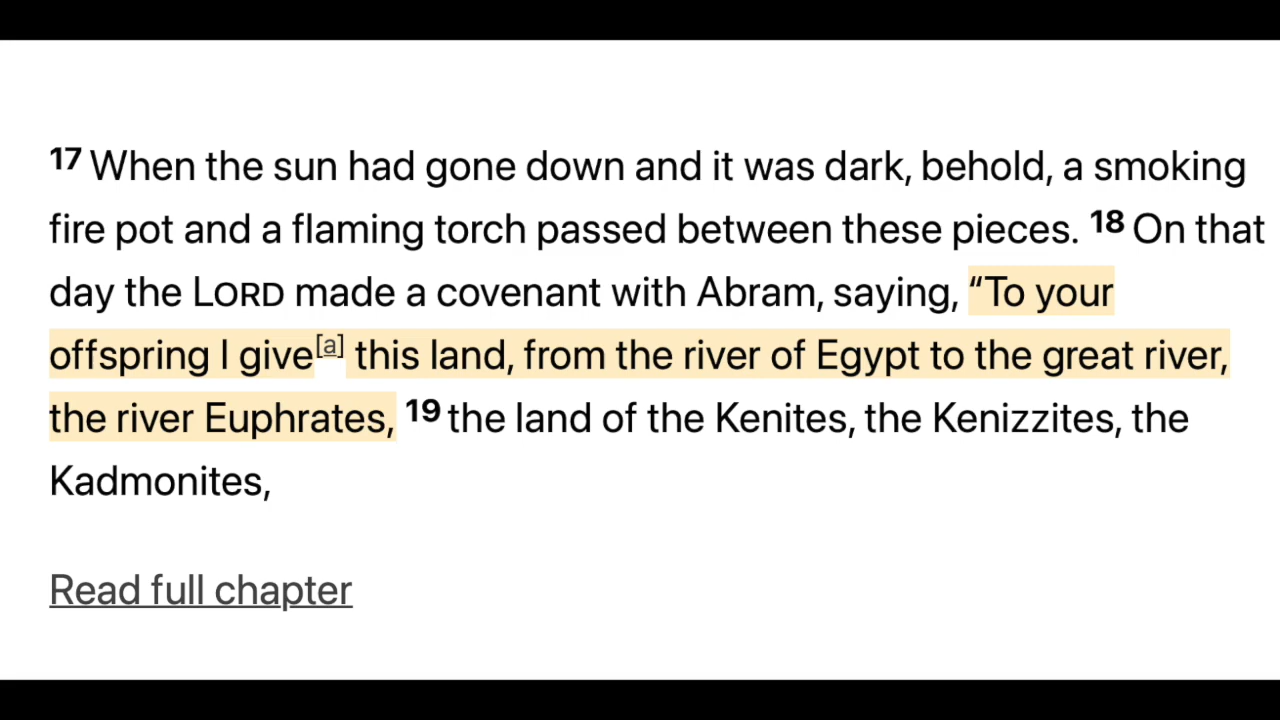 17 When the sun had gone down and it was dark, behold, a smoking
fire pot and a flaming torch passed between these pieces. 18 On that
day the LORD made a covenant with Abram, saying, “To your
offspring I give[a] this land, from the river of Egypt to the great river,
the river Euphrates, 19 the land of the Kenites, the Kenizzites, the
Kadmonites,
Read full chapter